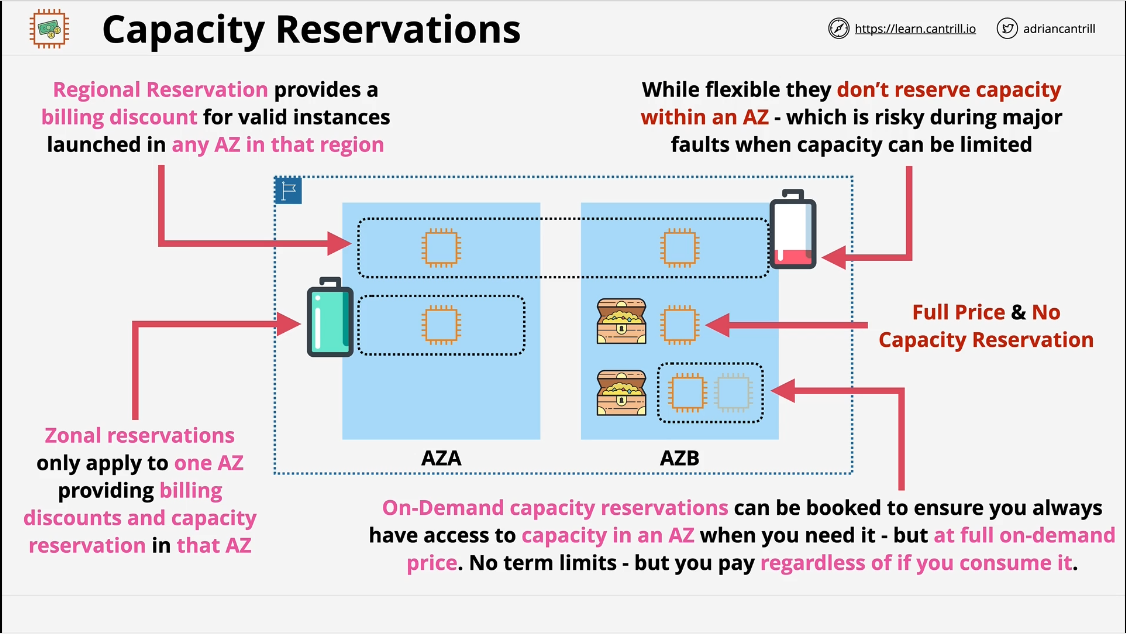 Capacity Reservations
https://learn.cantrill.io
adriancantrill
Regional Reservation provides a
billing discount for valid instances
launched in any AZ in that region
While flexible they don’t reserve capacity
within an AZ - which is risky during major
faults when capacity can be limited
Full Price & No
Capacity Reservation
AZA
AZB
Zonal reservations
only apply to one AZ
providing billing
discounts and capacity
reservation in that AZ
On-Demand capacity reservations can be booked to ensure you always
have access to capacity in an AZ when you need it - but at full on-demand
price. No term limits - but you pay regardless of if you consume it.